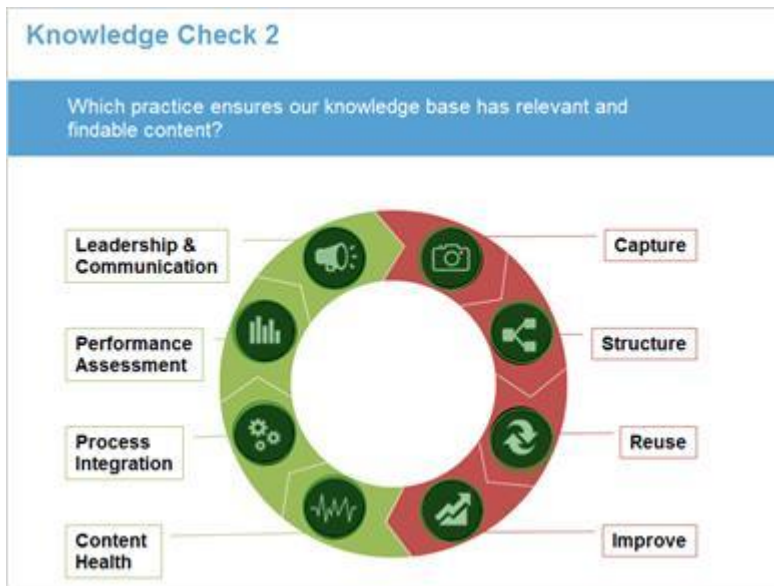 Knowledge Check 2
Which practice ensures our knowledge base has relevant and
findable content?
Leadership &
Communication
Performance
Assessment
Process
Integration
Content
Health
Capture
Structure
Reuse
Improve